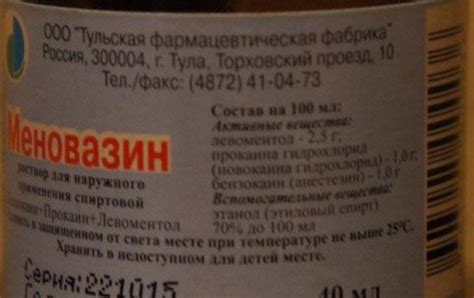 ООО "Тульская фармацевтическая фабрика"
Россия, 300004, г. Тула, Торховский проезд, 10
Тел./факс: (4872) 41-04-73
Меновазин
раствор для наружного
применения спиртовой
Прокаин+Левоментол
Состав на 100 мл:
Активные вещества:
левоментол - 2,5 г;
прокаина гидрохлорид
(новокаина гидрохлорид) - 1,0 г;
бензокаин (анестезин) - 1,0 г.
Вспомогательные вещества:
этанол (этиловый спирт)
70% до 100 мл
Хранить в защищенном от света месте при температуре не выше 25°С.
Хранить в недоступном для детей месте.
Серия: 221015
40 мл